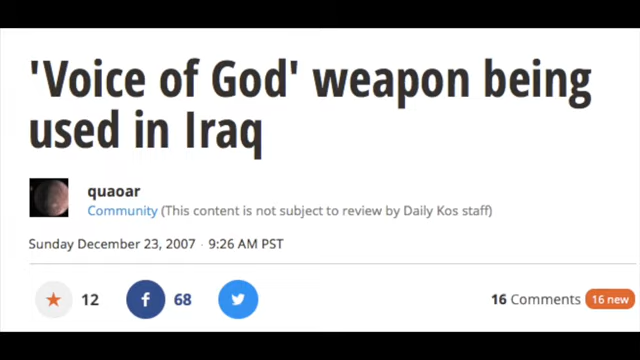 'Voice of God' weapon being
used in Iraq
quaoar
Community (This content is not subject to review by Daily Kos staff)
Sunday December 23, 2007 · 9:26 AM PST
12 f 68 16 Comments 16 new